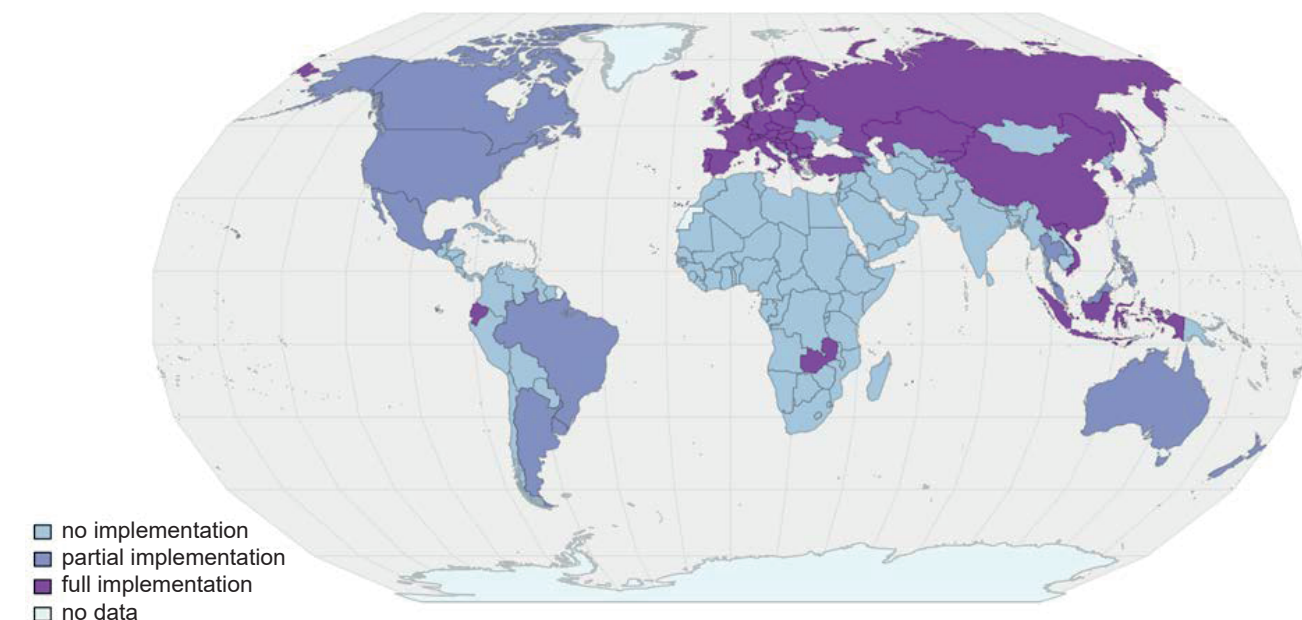 no implementation
partial implementation
full implementation
no data